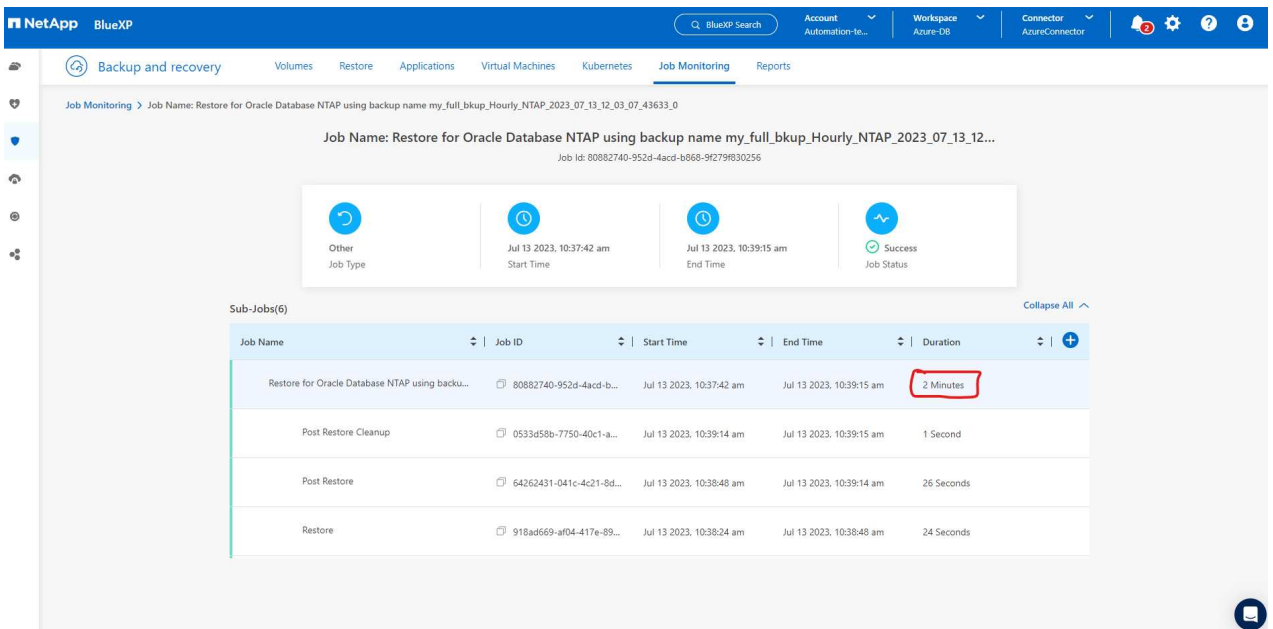 NetApp BlueXP
BlueXP Search
Account
Automation-te...
Workspace
Azure-DB
Connector
AzureConnector
2
Backup and recovery
Volumes Restore Applications Virtual Machines Kubernetes Job Monitoring Reports
Job Monitoring > Job Name: Restore for Oracle Database NTAP using backup name my_full_bkup_Hourly_NTAP_2023_07_13_12_03_07_43633_0
Job Name: Restore for Oracle Database NTAP using backup name my_full_bkup_Hourly_NTAP_2023_07_13_12...
Job Id: 80882740-952d-4acd-b868-9f279f830256
Other
Job Type
Jul 13 2023, 10:37:42 am
Start Time
Jul 13 2023, 10:39:15 am
End Time
Success
Job Status
Sub-Jobs(6)
Collapse All
Job Name | Job ID | Start Time | End Time | Duration |
Restore for Oracle Database NTAP using backu... 80882740-952d-4acd-b... Jul 13 2023, 10:37:42 am Jul 13 2023, 10:39:15 am 2 Minutes
Post Restore Cleanup 0533d58b-7750-40c1-a... Jul 13 2023, 10:39:14 am Jul 13 2023, 10:39:15 am 1 Second
Post Restore 64262431-041c-4c21-8d... Jul 13 2023, 10:38:48 am Jul 13 2023, 10:39:14 am 26 Seconds
Restore 918ad669-af04-417e-89... Jul 13 2023, 10:38:24 am Jul 13 2023, 10:38:48 am 24 Seconds